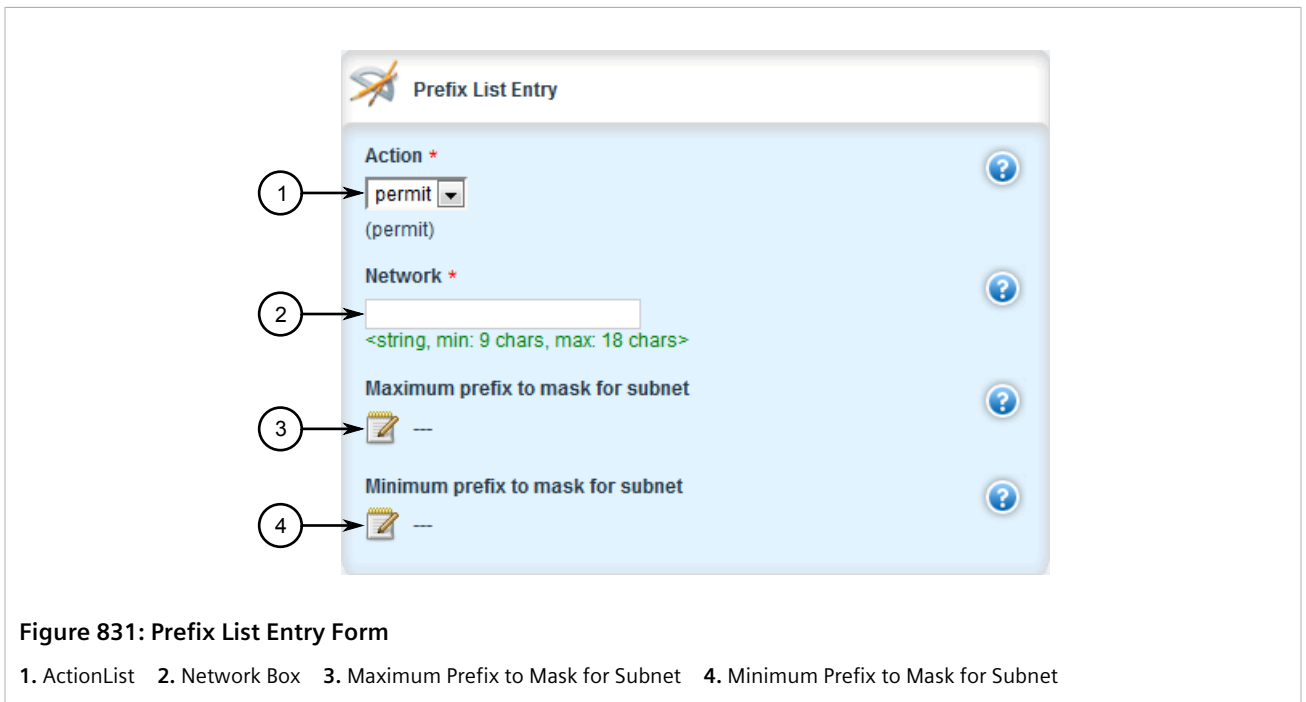 Prefix List Entry
Action *
1
permit
(permit)
Network *
2
<string, min: 9 chars, max: 18 chars>
Maximum prefix to mask for subnet
3
---
Minimum prefix to mask for subnet
4
---
Figure 831: Prefix List Entry Form
1. ActionList 2. Network Box 3. Maximum Prefix to Mask for Subnet 4. Minimum Prefix to Mask for Subnet